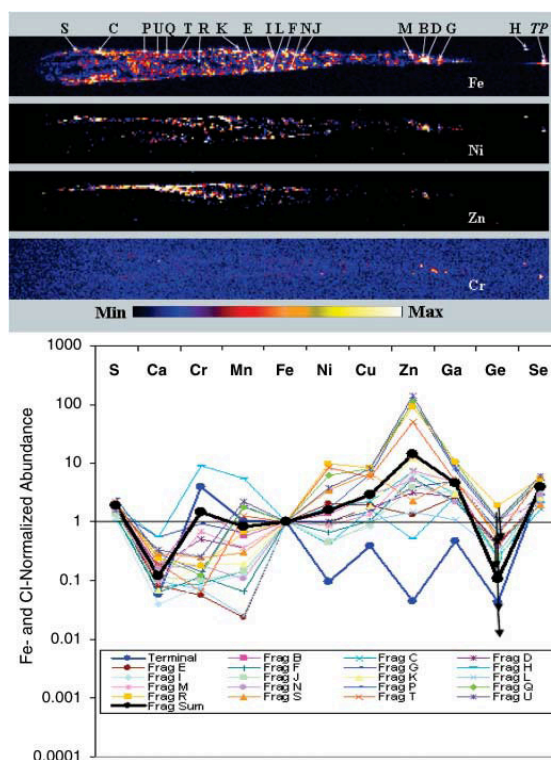 S C P U Q T R K E I L F N J M B D G H TP
Fe
Ni
Zn
Cr
Min Max
1000
S Ca Cr Mn Fe Ni Cu Zn Ga Ge Se
100
10
1
0.1
0.01
0.001
0.0001
Fe- and CI-Normalized Abundance
Terminal Frag B Frag C Frag D
Frag E Frag F Frag G Frag H
Frag I Frag J Frag K Frag L
Frag M Frag N Frag P Frag Q
Frag R Frag S Frag T Frag U
Frag Sum